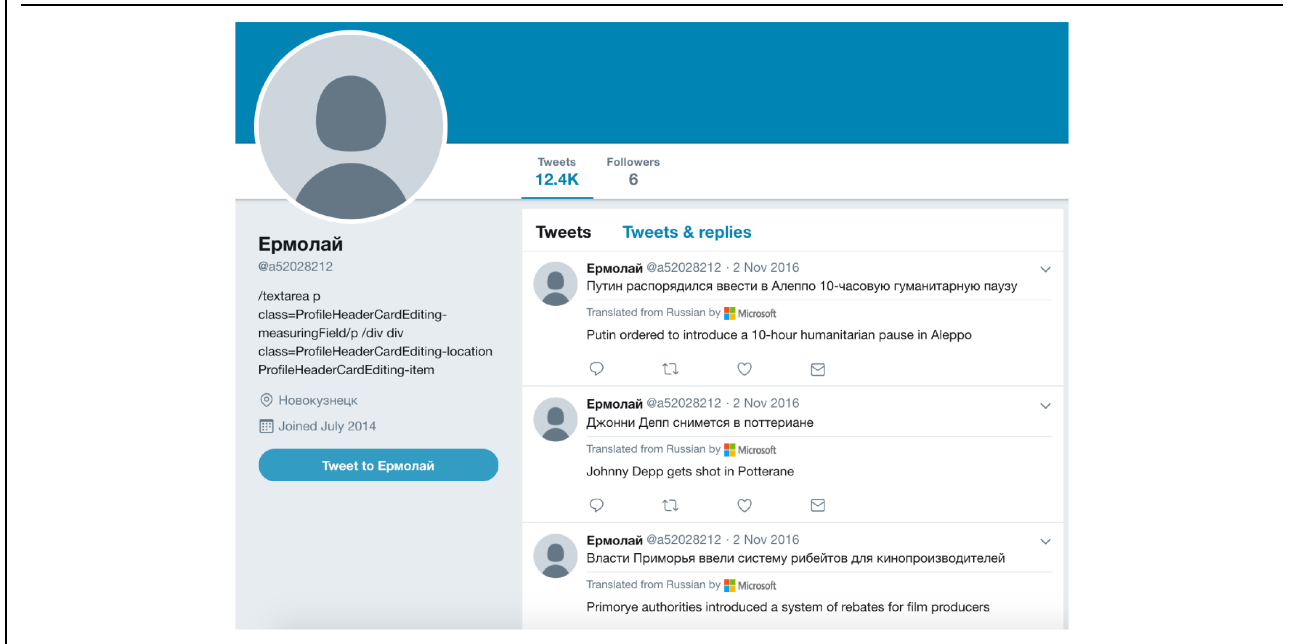 Tweets
12.4K
Followers
6
Ермолай
@a52028212
/textarea p
class=ProfileHeaderCardEditing-
measuringField/p /div div
class=ProfileHeaderCardEditing-location
ProfileHeaderCardEditing-item
Новокузнецк
Joined July 2014
Tweet to Ермолай
Tweets Tweets & replies
Ермолай @a52028212 · 2 Nov 2016
Путин распорядился ввести в Алеппо 10-часовую гуманитарную паузу
Translated from Russian by Microsoft
Putin ordered to introduce a 10-hour humanitarian pause in Aleppo
Ермолай @a52028212 · 2 Nov 2016
Джонни Депп снимется в поттериане
Translated from Russian by Microsoft
Johnny Depp gets shot in Potterane
Ермолай @a52028212 · 2 Nov 2016
Власти Приморья ввели систему рибейтов для кинопроизводителей
Translated from Russian by Microsoft
Primorye authorities introduced a system of rebates for film producers